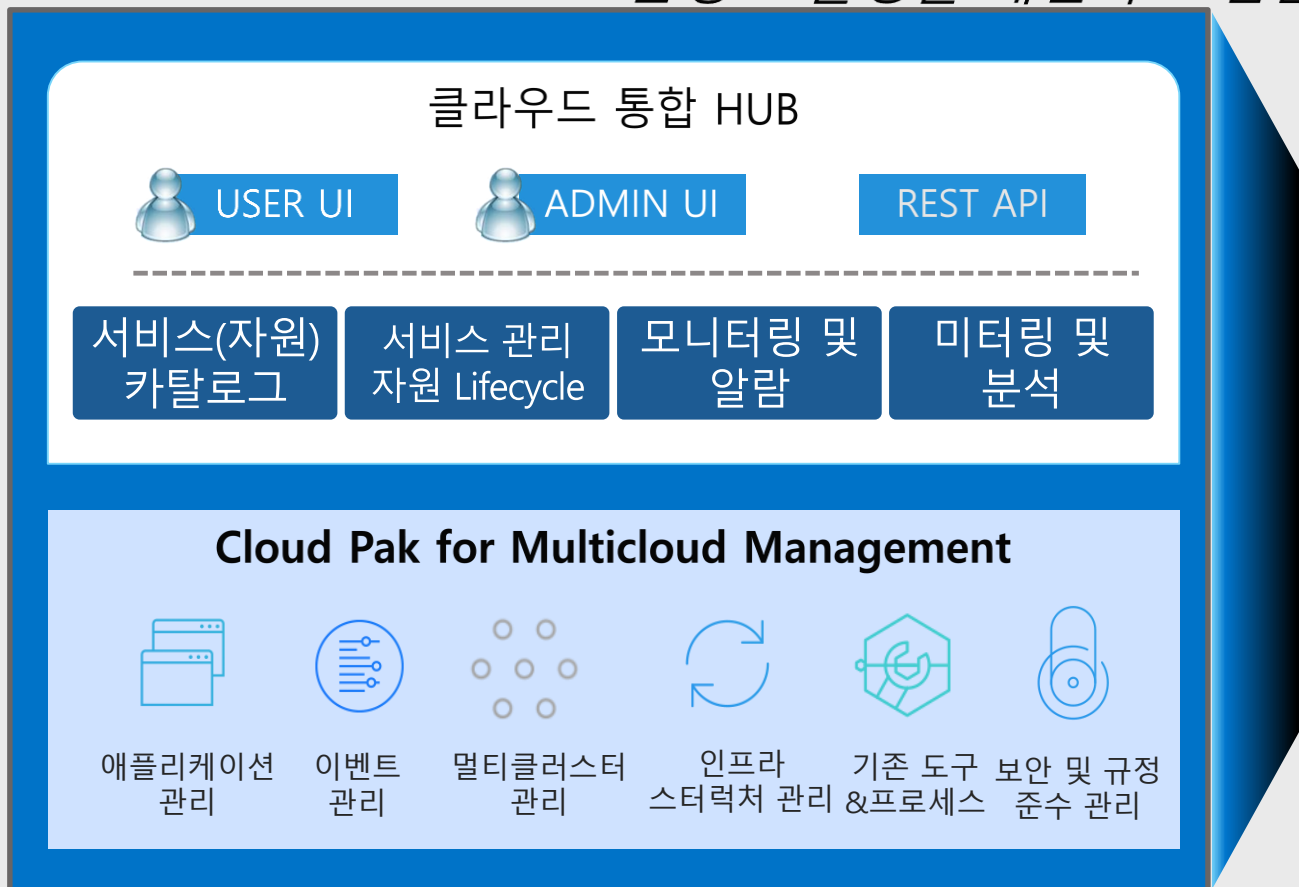 클라우드 통합 HUB
USER UI
ADMIN UI
REST API
서비스(자원)
카탈로그
서비스 관리
자원 Lifecycle
모니터링 및
알람
미터링 및
분석
Cloud Pak for Multicloud Management
애플리케이션
관리
이벤트
관리
멀티클러스터
관리
인프라
스터럭처 관리
기존 도구
&프로세스
보안 및 규정
준수 관리